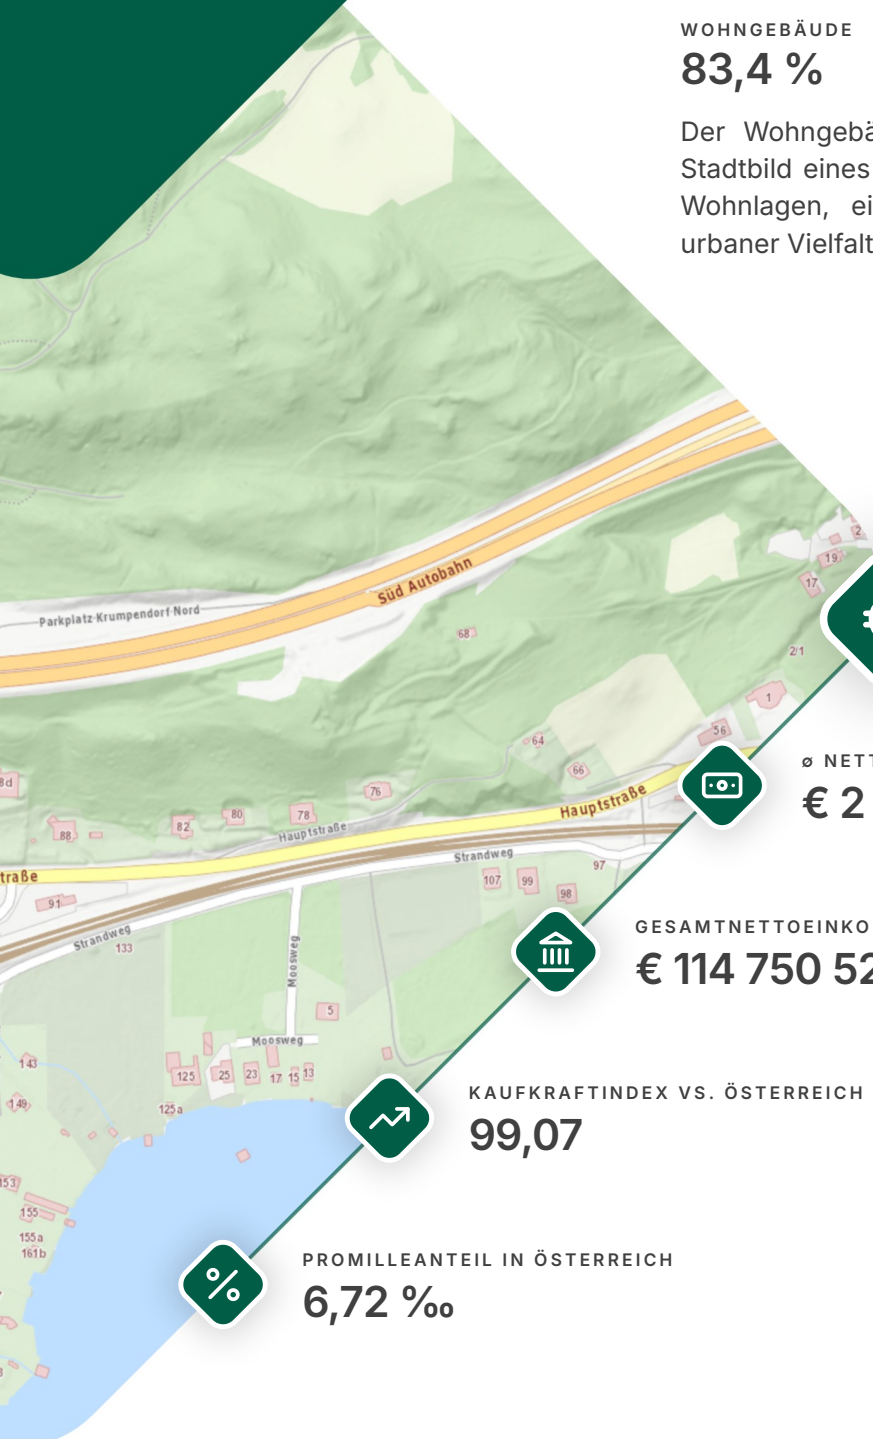 WOHNGEBÄUDE
83,4 %
Der Wohngebä
Stadtbild eines
Wohnlagen, ei
urbaner Vielfalt
Süd Autobahn
Parkplatz Krumpendorf Nord
2
19
17
68
2/1
1
56
64
66
ø NETT
€ 2
8d
76
80
78
82
88
Hauptstraße
Hauptstraße
traße
Strandweg
97
107
99
98
91
Strandweg
133
GESAMTNETTOEINKO
€ 114 750 52
Moosweg
5
Moosweg
143
125
25
23
17
15
13
149
125a
KAUFKRAFTINDEX VS. ÖSTERREICH
99,07
153
155
155a
161b
PROMILLEANTEIL IN ÖSTERREICH
6,72 ‰